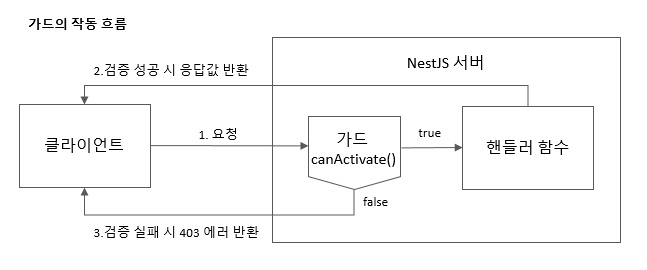 가드의 작동 흐름
NestJS 서버
2.검증 성공 시 응답값 반환
클라이언트
1. 요청
가드
canActivate()
true
핸들러 함수
false
3.검증 실패 시 403 에러 반환